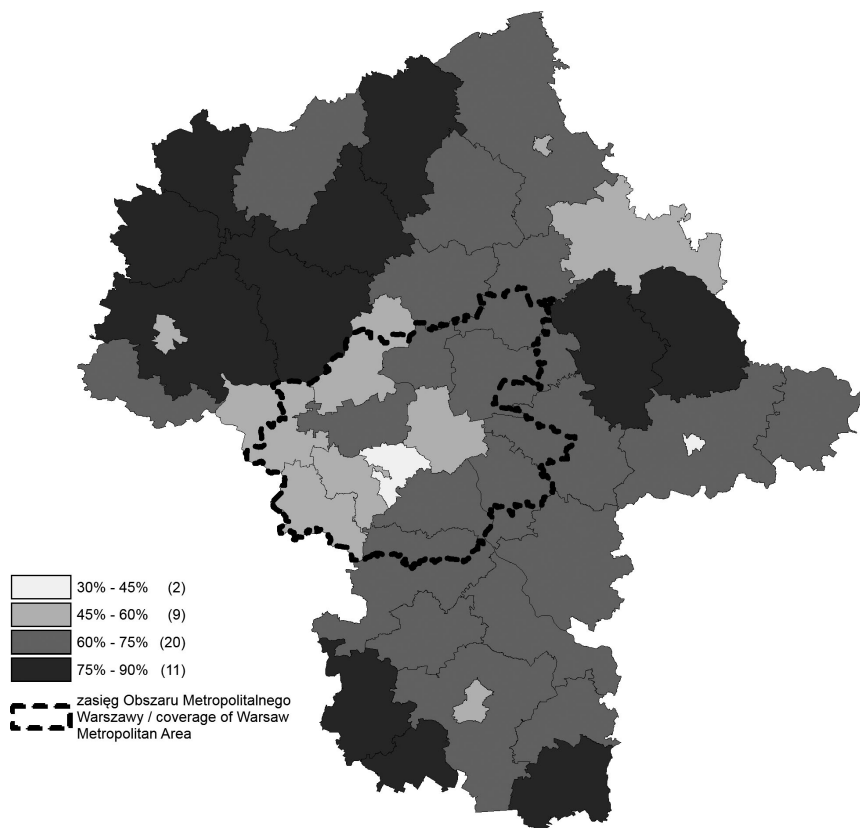 30% - 45% (2)
45% - 60% (9)
60% - 75% (20)
75% - 90% (11)
zasięg Obszaru Metropolitalnego
Warszawy / coverage of Warsaw
Metropolitan Area